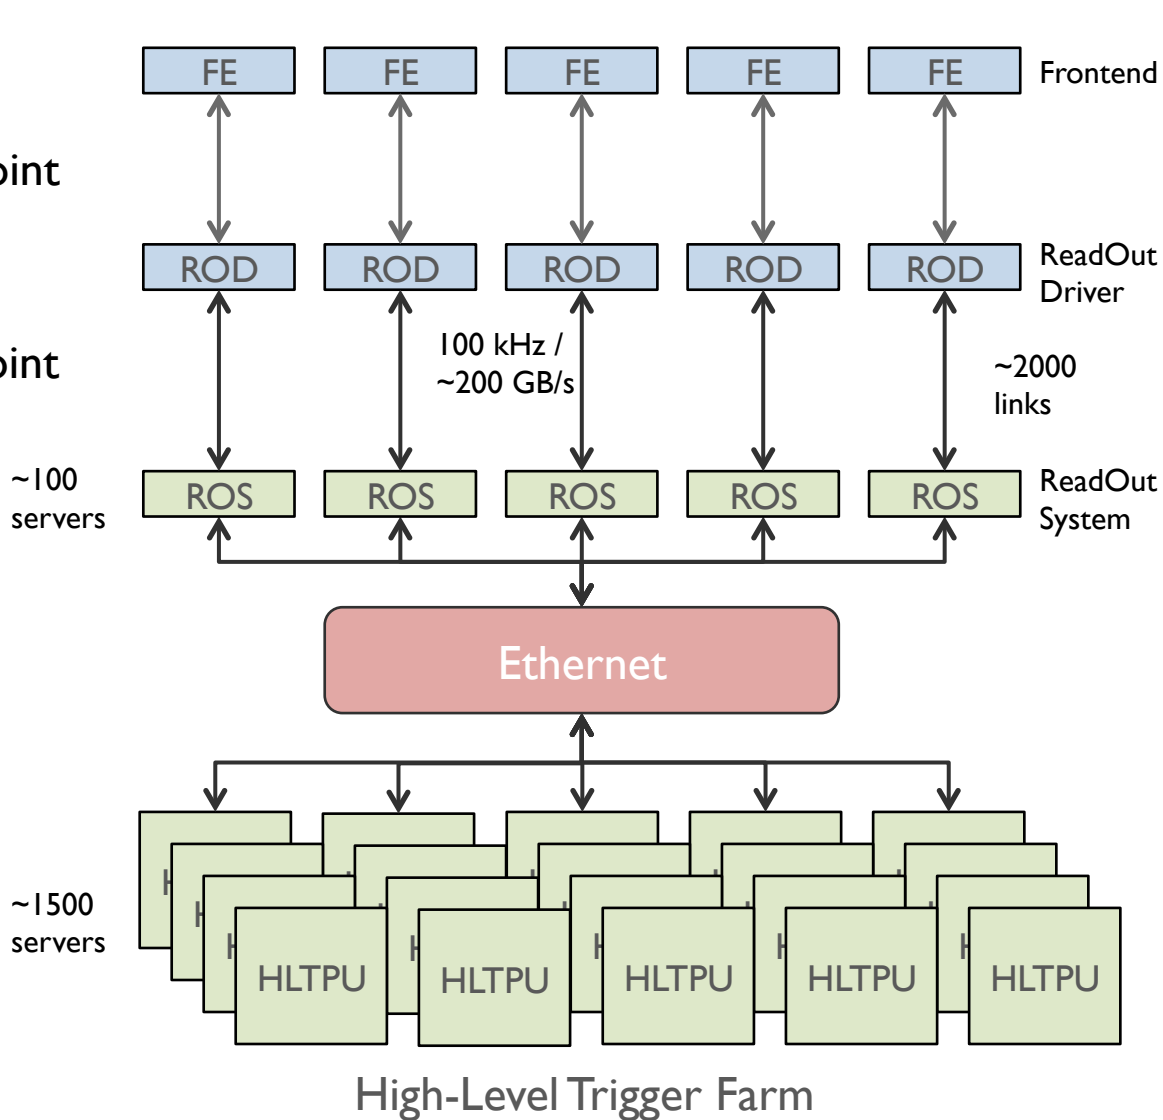 FE FE FE FE FE Frontend
oint
ROD ROD ROD ROD ROD ReadOut
Driver
100 kHz /
~200 GB/s
oint
~2000
links
~100
servers
ROS ROS ROS ROS ROS ReadOut
System
Ethernet
~1500
servers
HLTPU HLTPU HLTPU HLTPU HLTPU
High-Level Trigger Farm